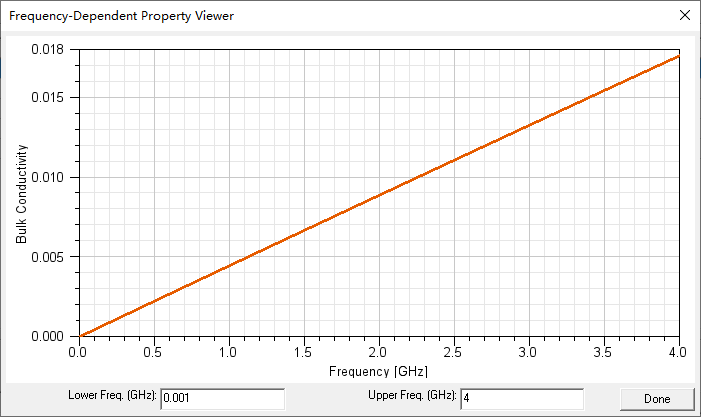 Frequency-Dependent Property Viewer
0.018
0.015
0.010
0.005
0.000
Bulk Conductivity
0.0 0.5 1.0 1.5 2.0 2.5 3.0 3.5 4.0
Frequency [GHz]
Lower Freq. (GHz): 0.001 Upper Freq. (GHz): 4 Done